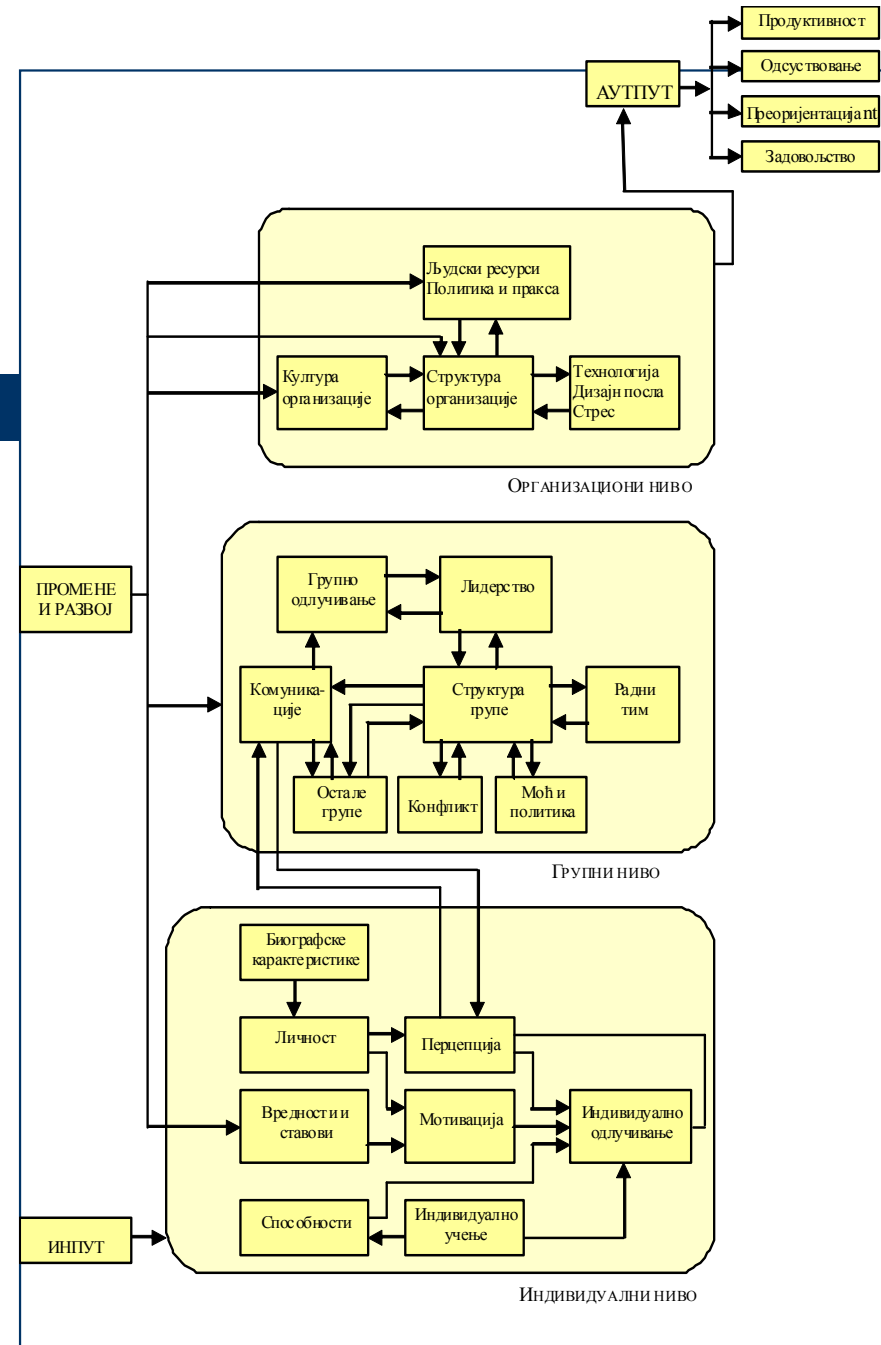 Продуктивност
АУТПУТ
Одсуствовање
Преоријентацијаnt
Задовољство
Људски ресурси
Политика и пракса
Култура
организације
Структура
организације
Технологија
Дизајн посла
Стрес
ОРГАНИЗАЦИОНИ НИВО
ПРОМЕНЕ
И РАЗВОЈ
Групно
одлучивање
Лидерство
Комуника-
ције
Структура
групе
Радни
тим
Остале
групе
Конфликт
Моћ и
политика
ГРУПНИ НИВО
Биографске
карактеристике
Личност
Перцепција
Вредности и
ставови
Мотивација
Индивидуално
одлучивање
Способности
Индивидуално
учење
ИНПУТ
ИНДИВИДУАЛНИ НИВО